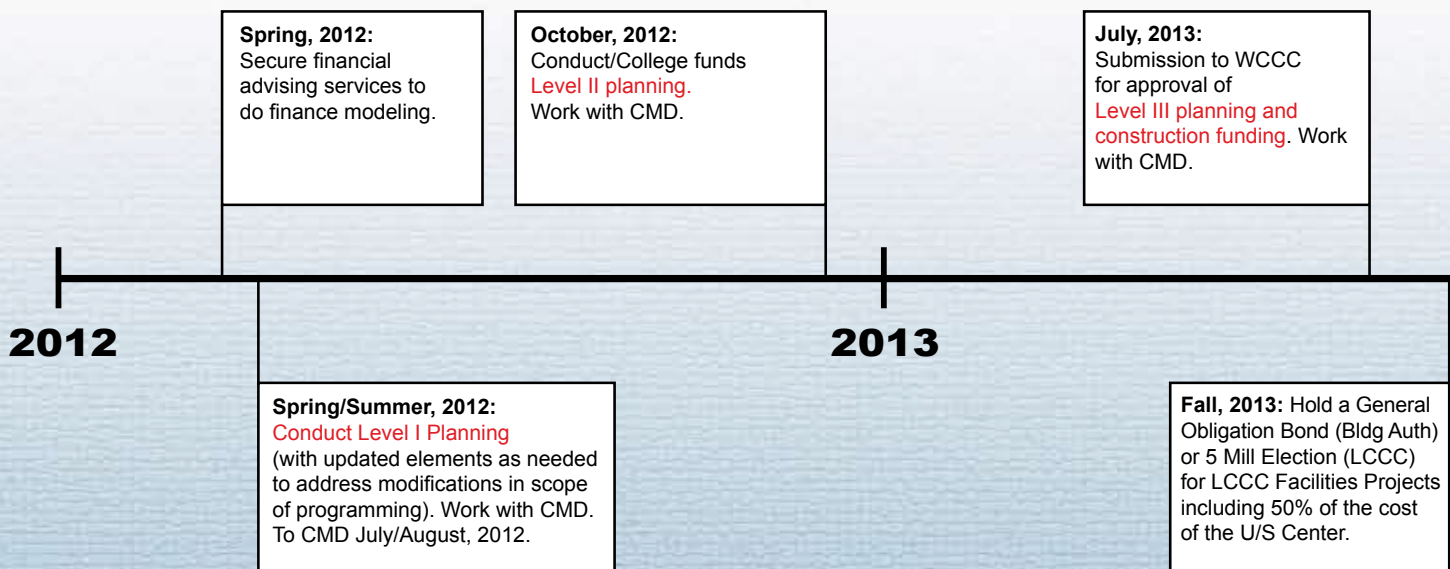 Spring, 2012:
Secure financial
advising services to
do finance modeling.
October, 2012:
Conduct/College funds
Level II planning.
Work with CMD.
July, 2013:
Submission to WCCC
for approval of
Level III planning and
construction funding. Work
with CMD.
2012
2013
Spring/Summer, 2012:
Conduct Level I Planning
(with updated elements as needed
to address modifications in scope
of programming). Work with CMD.
To CMD July/August, 2012.
Fall, 2013: Hold a General
Obligation Bond (Bldg Auth)
or 5 Mill Election (LCCC)
for LCCC Facilities Projects
including 50% of the cost
of the U/S Center.